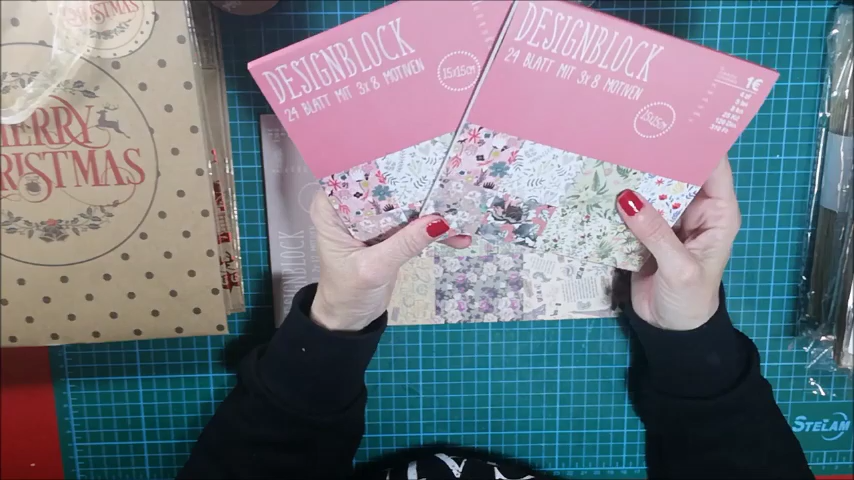 CHRISTMAS
MERRY
CHRISTMAS
DESIGNBLOCK
24 BLATT MIT 3x8 MOTIVEN
15x15cm
DESIGNBLOCK
24 BLATT MIT 3x8 MOTIVEN
15x15cm
1€
DESIGNBLOCK
STELAM